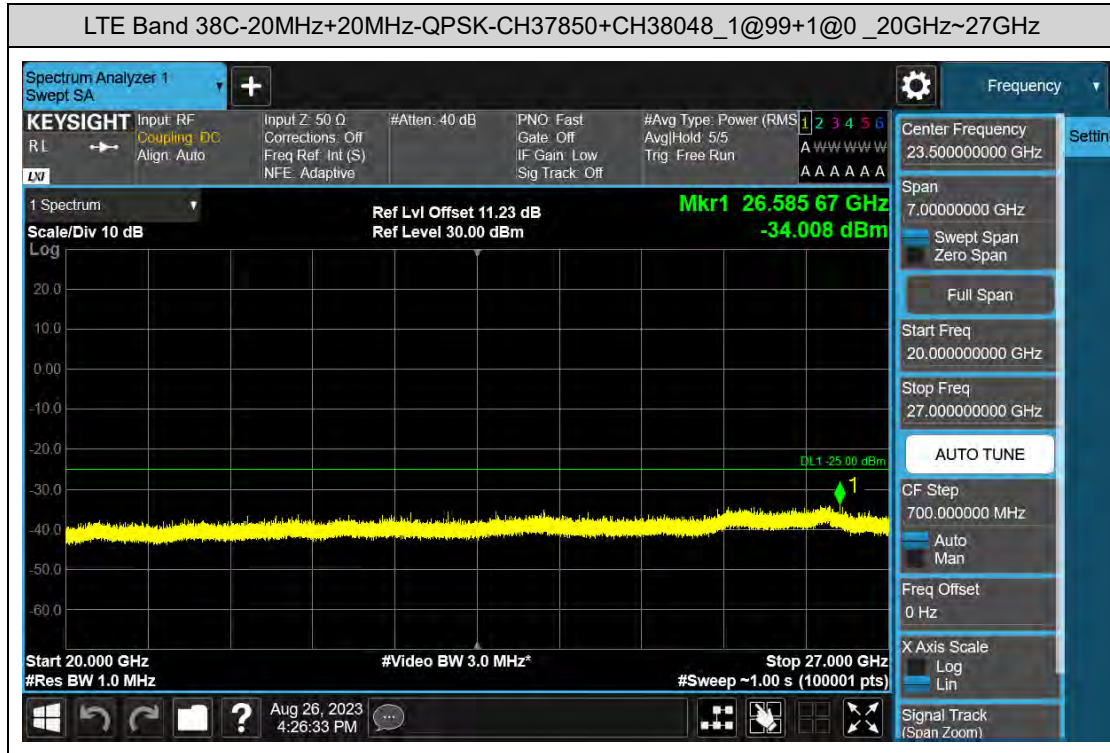 LTE Band 38C-20MHz+20MHz-QPSK-CH37850+CH38048_1@99+1@0 _20GHz~27GHz
Spectrum Analyzer 1
Swept SA
+
Frequency
KEYSIGHT
RL
LXI
Input: RF
Coupling: DC
Align: Auto
Input Z: 50 Ω
Corrections: Off
Freq Ref: Int (S)
NFE: Adaptive
#Atten: 40 dB
PNO: Fast
Gate: Off
IF Gain: Low
Sig Track: Off
#Avg Type: Power (RMS
Avg|Hold: 5/5
Trig: Free Run
1 2 3 4 5 6
A W W W W W
A A A A A A
1 Spectrum
Scale/Div 10 dB
Log
Ref Lvl Offset 11.23 dB
Ref Level 30.00 dBm
Mkr1 26.585 67 GHz
-34.008 dBm
20.0
10.0
0.00
-10.0
-20.0
-30.0
-40.0
-50.0
-60.0
DL1 -25.00 dBm
1
Start 20.000 GHz
#Res BW 1.0 MHz
#Video BW 3.0 MHz*
Stop 27.000 GHz
#Sweep ~1.00 s (100001 pts)
Center Frequency
23.500000000 GHz
Settin
Span
7.00000000 GHz
Swept Span
Zero Span
Full Span
Start Freq
20.000000000 GHz
Stop Freq
27.000000000 GHz
AUTO TUNE
CF Step
700.000000 MHz
Auto
Man
Freq Offset
0 Hz
X Axis Scale
Log
Lin
Signal Track
(Span Zoom)
?
Aug 26, 2023
4:26:33 PM